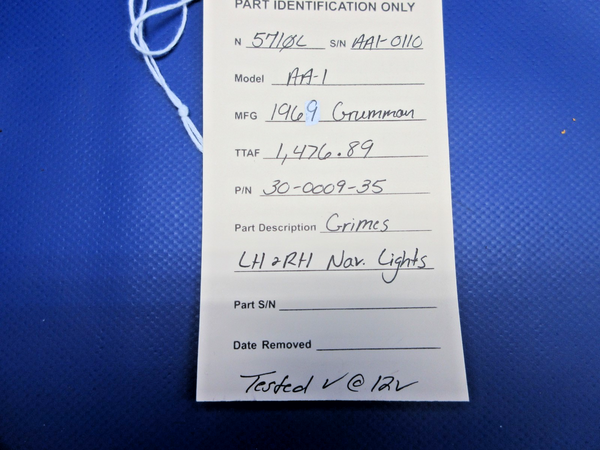 PART IDENTIFICATION ONLY
N 5710L S/N AA1-0110
Model AA-1
MFG 1969 Grumman
TTAF 1,476.89
P/N 30-0009-35
Part Description Grimes
LH & RH Nav. Lights
Part S/N
Date Removed
Tested ✓ @ 12V